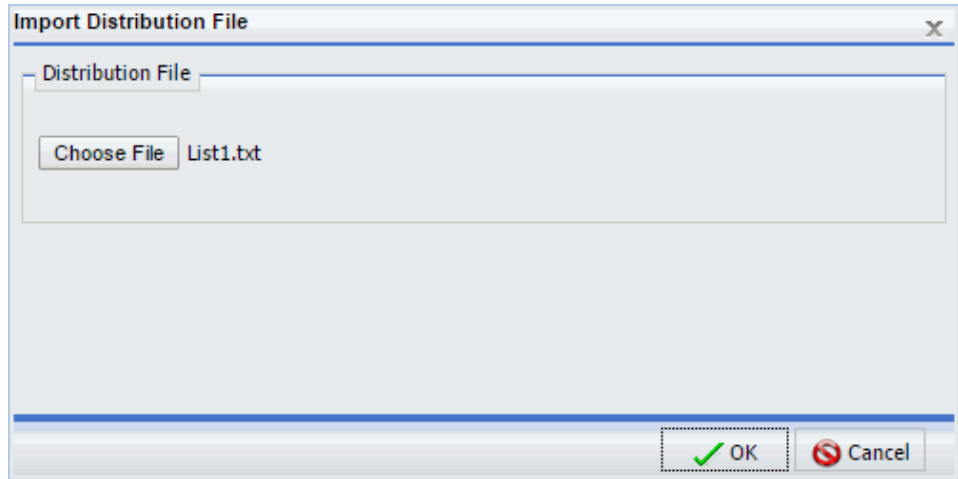 Import Distribution File x
Distribution File
Choose File List1.txt
OK Cancel